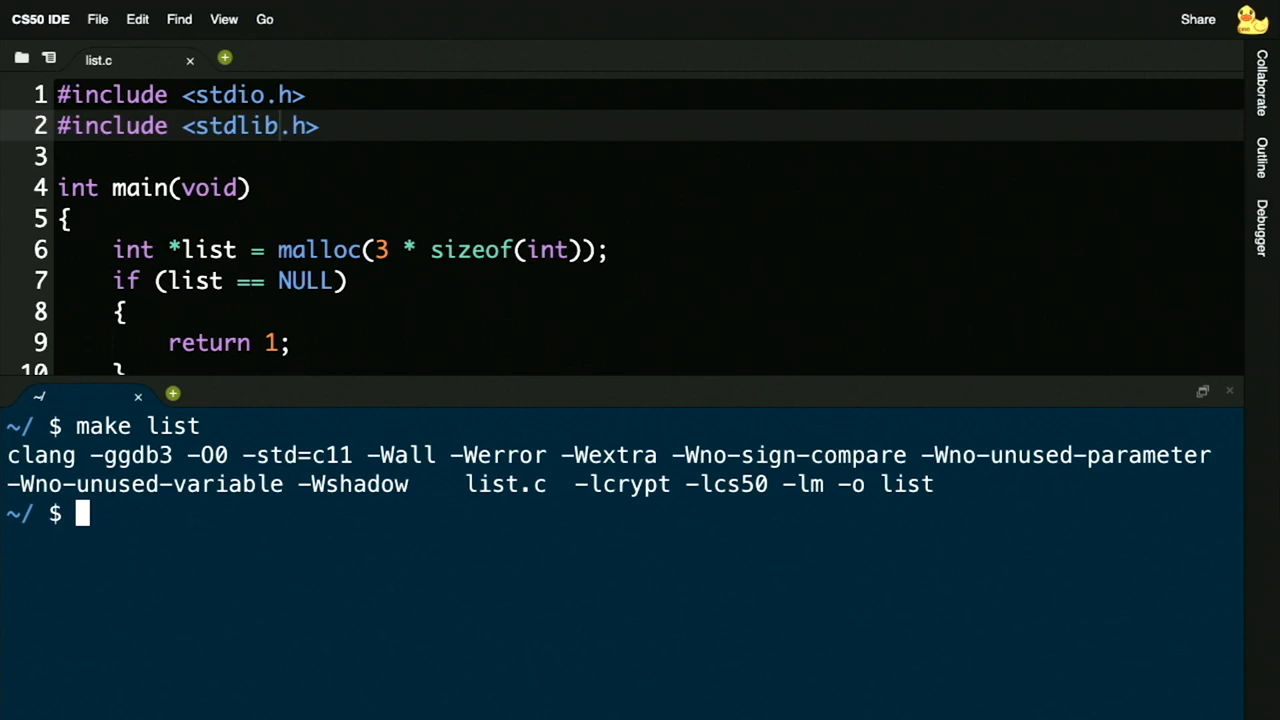 CS50 IDE File Edit Find View Go Share
list.c
1 #include <stdio.h>
2 #include <stdlib.h>
3
4 int main(void)
5 {
6     int *list = malloc(3 * sizeof(int));
7     if (list == NULL)
8     {
9         return 1;
10     }
~/
~/ $ make list
clang -ggdb3 -O0 -std=c11 -Wall -Werror -Wextra -Wno-sign-compare -Wno-unused-parameter
-Wno-unused-variable -Wshadow    list.c  -lcrypt -lcs50 -lm -o list
~/ $
Collaborate
Outline
Debugger